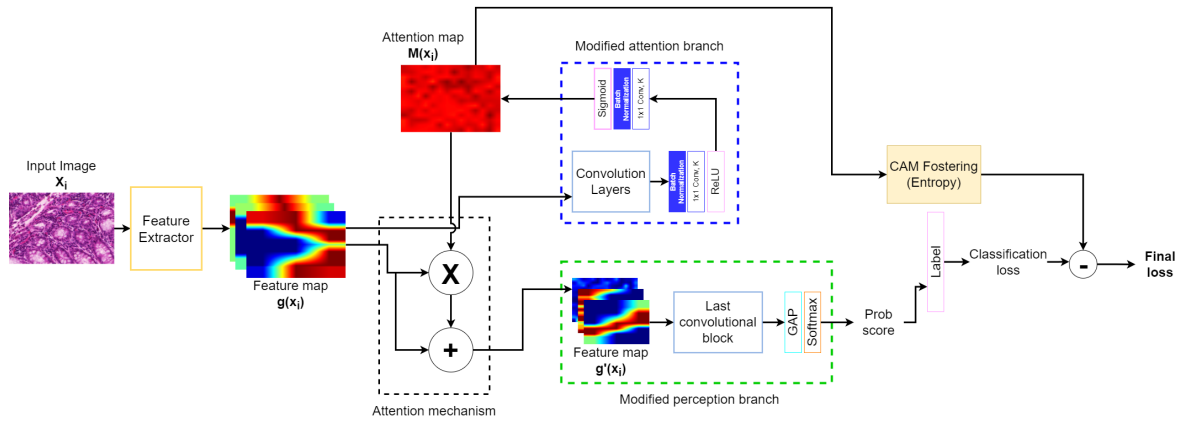 Attention map
M(xi)
Modified attention branch
Sigmoid
Batch
Normalization
1x1 Conv, K
Input Image
Xi
Feature
Extractor
Convolution
Layers
Batch
Normalization
1x1 Conv, K
ReLU
CAM Fostering
(Entropy)
Feature map
g(xi)
X
+
Attention mechanism
Feature map
g'(xi)
Last
convolutional
block
GAP
Softmax
Modified perception branch
Prob
score
Label
Classification
loss
-
Final
loss